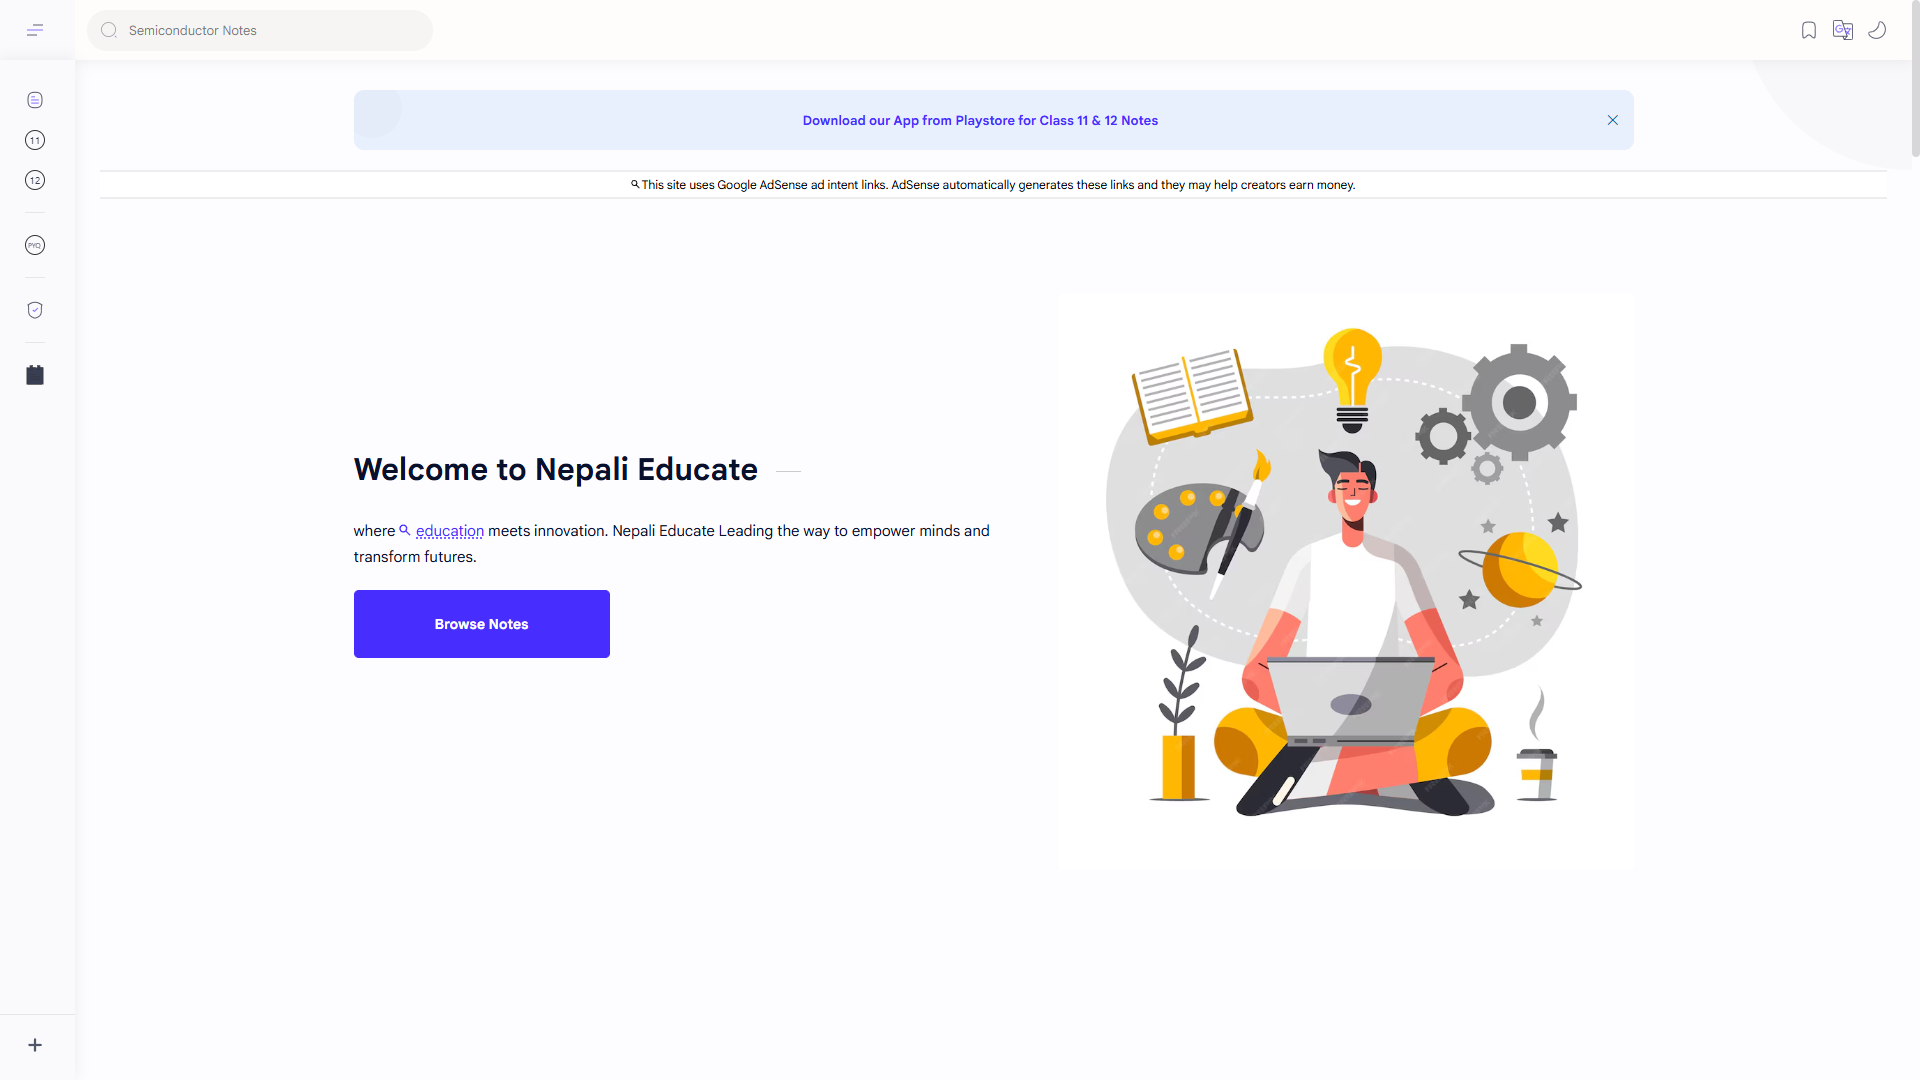 Semiconductor Notes
Download our App from Playstore for Class 11 & 12 Notes
11
12
This site uses Google AdSense ad intent links. AdSense automatically generates these links and they may help creators earn money.
PYQ
Welcome to Nepali Educate
where education meets innovation. Nepali Educate Leading the way to empower minds and
transform futures.
Browse Notes